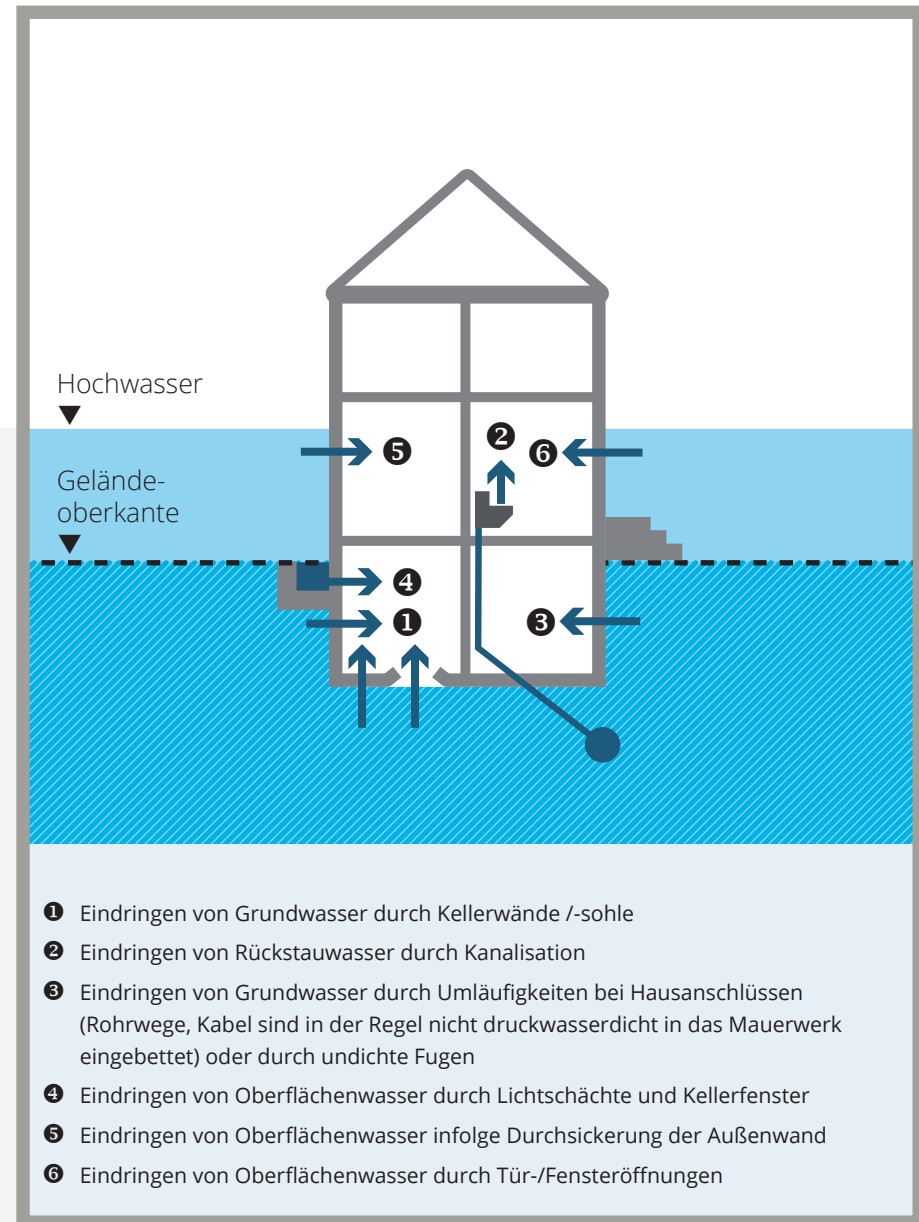 Hochwasser
Gelände-
oberkante
❺
❷
❻
❹
❶
❸
❶ Eindringen von Grundwasser durch Kellerwände /-sohle
❷ Eindringen von Rückstauwasser durch Kanalisation
❸ Eindringen von Grundwasser durch Umläufigkeiten bei Hausanschlüssen
(Rohrwege, Kabel sind in der Regel nicht druckwasserdicht in das Mauerwerk
eingebettet) oder durch undichte Fugen
❹ Eindringen von Oberflächenwasser durch Lichtschächte und Kellerfenster
❺ Eindringen von Oberflächenwasser infolge Durchsickerung der Außenwand
❻ Eindringen von Oberflächenwasser durch Tür-/Fensteröffnungen